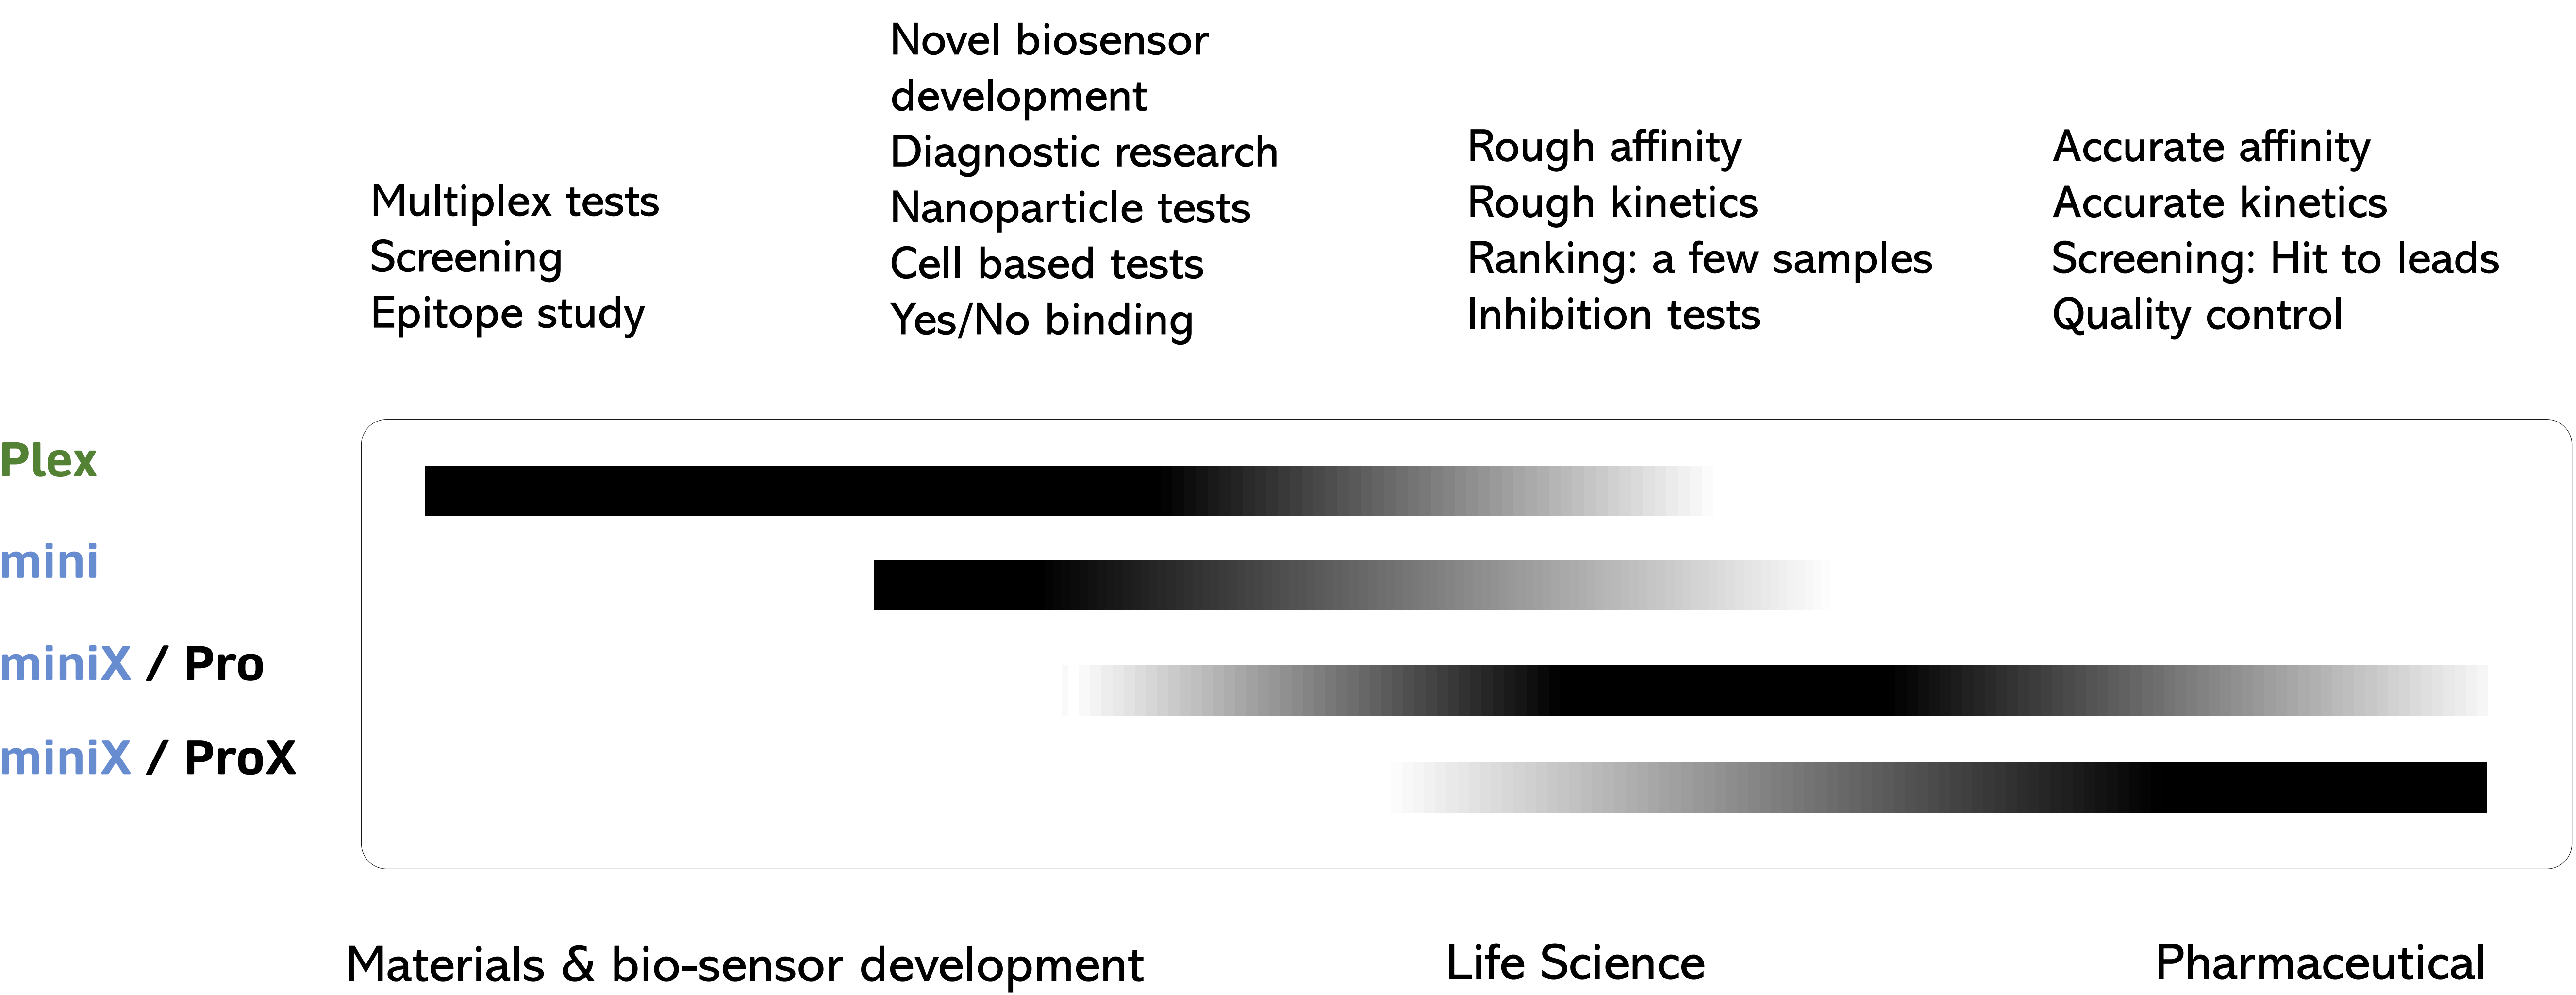 Multiplex tests
Screening
Epitope study
Novel biosensor
development
Diagnostic research
Nanoparticle tests
Cell based tests
Yes/No binding
Rough affinity
Rough kinetics
Ranking: a few samples
Inhibition tests
Accurate affinity
Accurate kinetics
Screening: Hit to leads
Quality control
Plex
mini
miniX / Pro
miniX / ProX
Materials & bio-sensor development
Life Science
Pharmaceutical